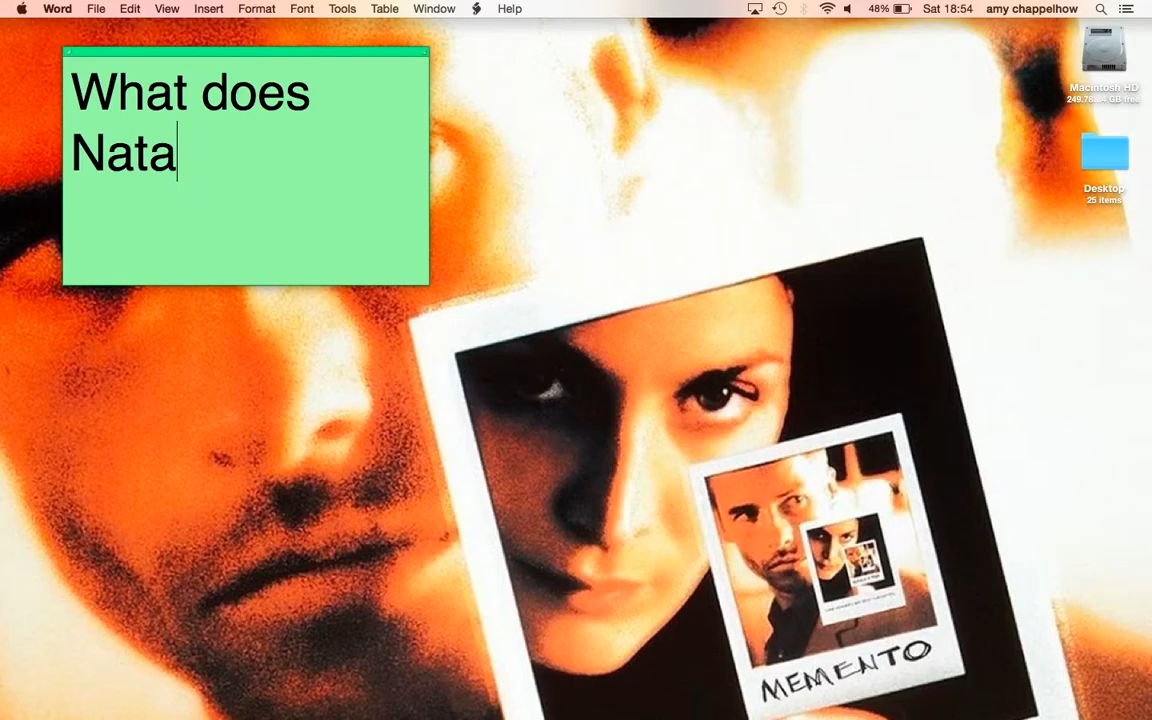 Word File Edit View Insert Format Font Tools Table Window Help 48% Sat 18:54 amy chappelhow
What does
Nata
Macintosh HD
Desktop
25 items
MEMENTO